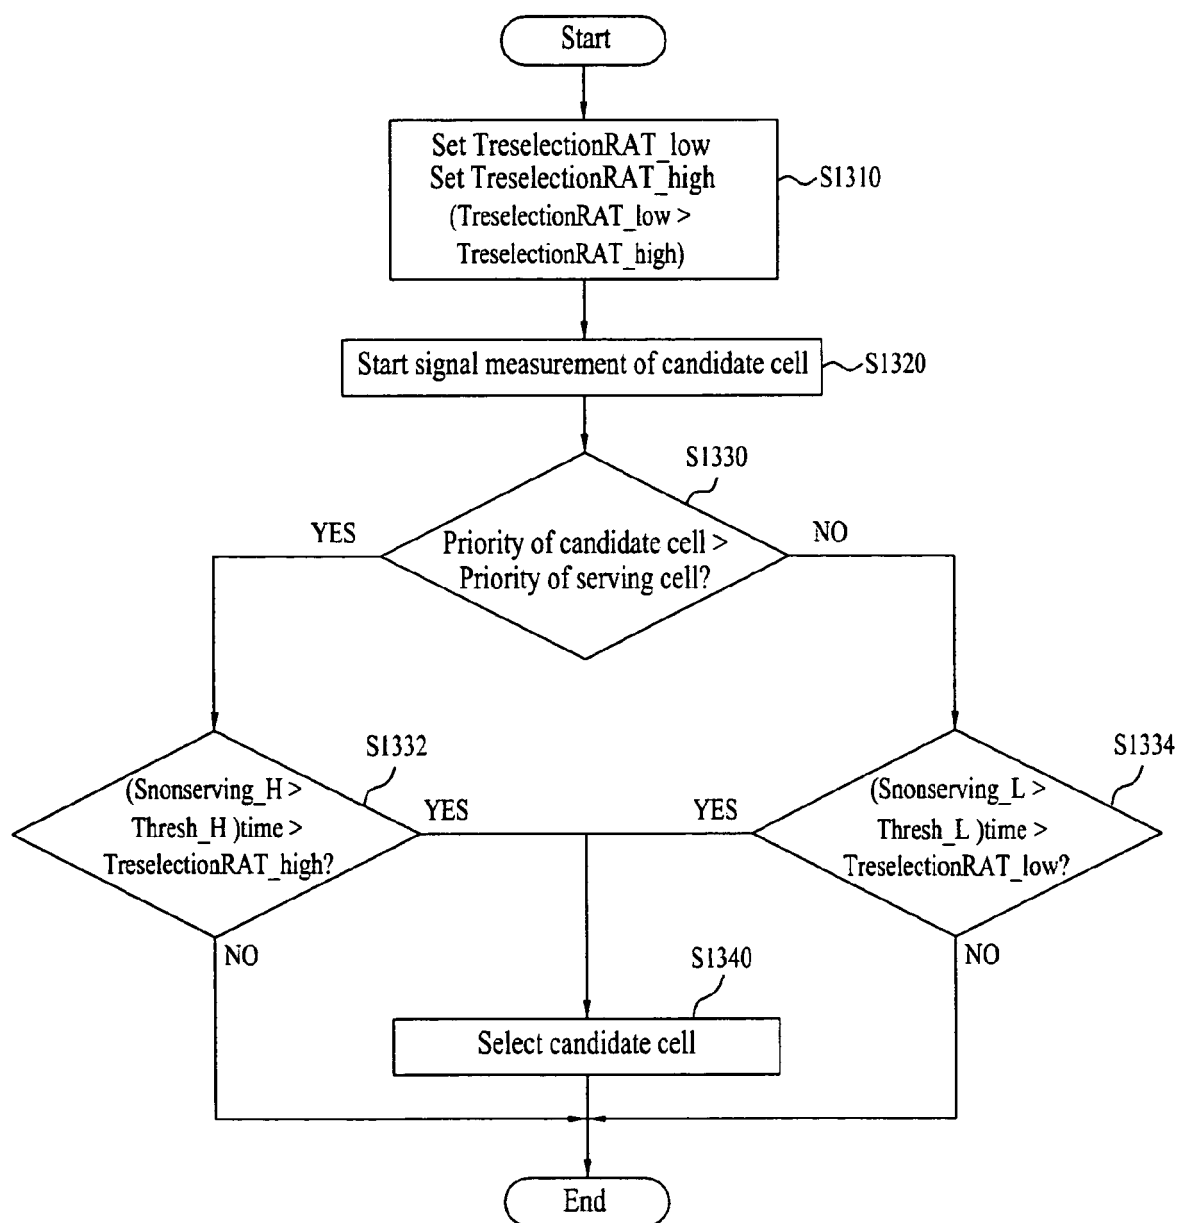 Start
Set TreselectionRAT_low
Set TreselectionRAT_high
(TreselectionRAT_low >
TreselectionRAT_high)
S1310
Start signal measurement of candidate cell
S1320
S1330
Priority of candidate cell >
Priority of serving cell?
YES
NO
S1332
(Snonserving_H >
Thresh_H )time >
TreselectionRAT_high?
YES
NO
S1334
(Snonserving_L >
Thresh_L )time >
TreselectionRAT_low?
YES
NO
S1340
Select candidate cell
End